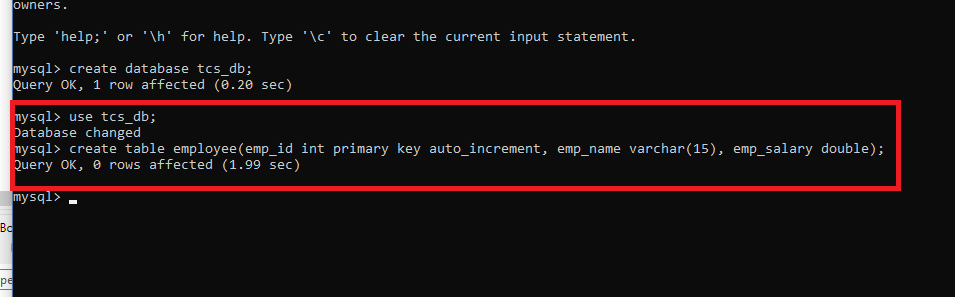 owners.
Type 'help;' or '\h' for help. Type '\c' to clear the current input statement.
mysql> create database tcs_db;
Query OK, 1 row affected (0.20 sec)
mysql> use tcs_db;
Database changed
mysql> create table employee(emp_id int primary key auto_increment, emp_name varchar(15), emp_salary double);
Query OK, 0 rows affected (1.99 sec)
mysql>
Bo
pe